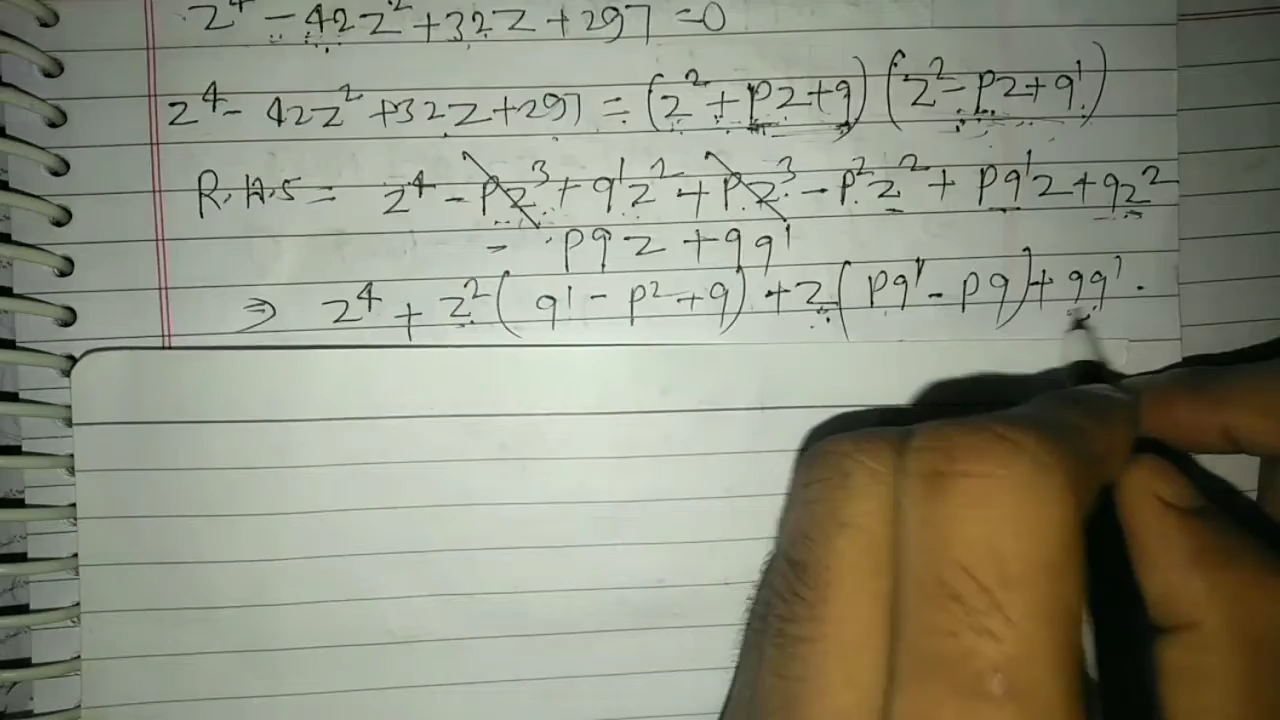 z⁴ - 42z² + 32z + 297 = 0
z⁴ - 42z² + 32z + 297 = (z² + pz + q) (z² - pz + q')
R.H.S = z⁴ - pz³ + q'z² + pz³ - p²z² + pq'z + qz²
- pqz + qq'
⇒ z⁴ + z² (q' - p² + q) + z (pq' - pq) + qq'.